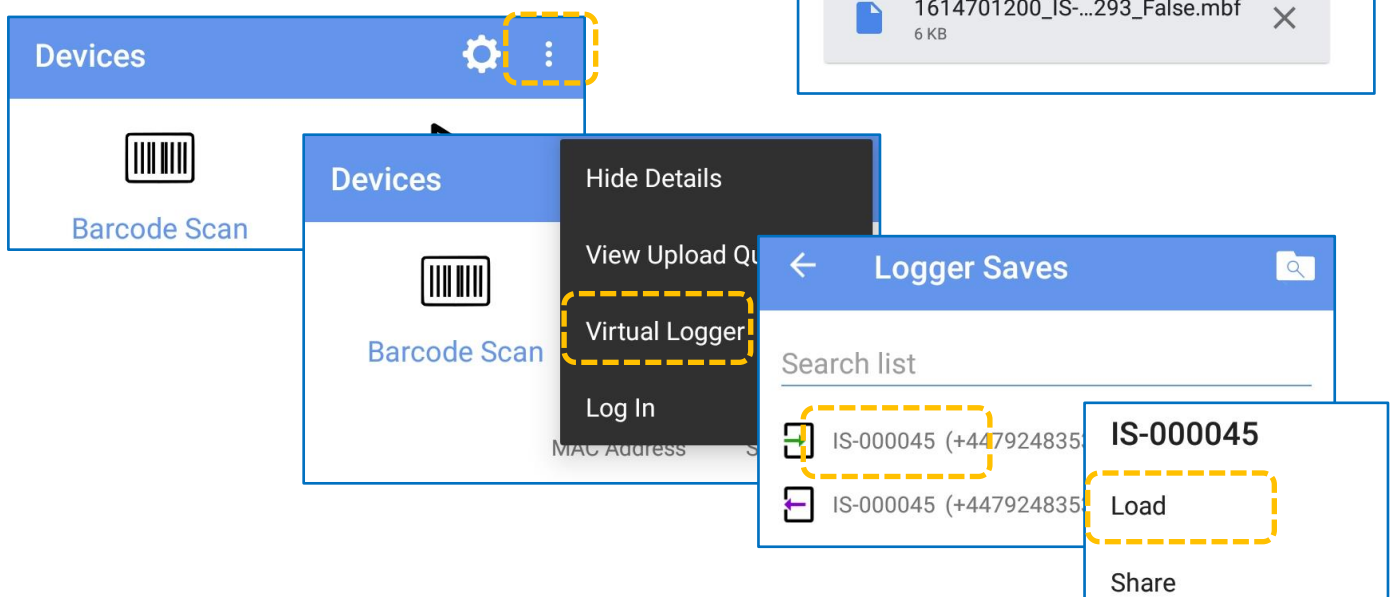 1614701200_IS-...293_False.mbf
6 KB
Devices
Barcode Scan
Devices
Barcode Scan
Hide Details
View Upload
Virtual Logger
Log In
MAC Address
Logger Saves
Search list
IS-000045 (+447924835
IS-000045 (+447924835
IS-000045
Load
Share